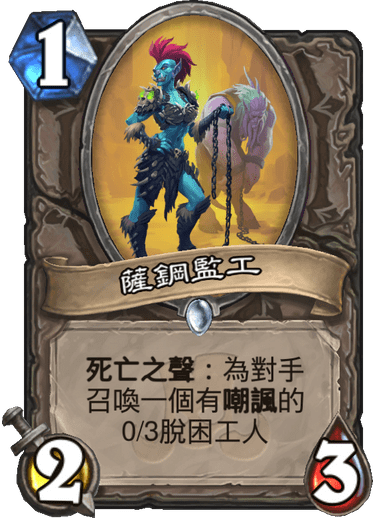 1
薩鋼監工
死亡之聲：為對手
召喚一個有嘲諷的
0/3脫困工人
2
3